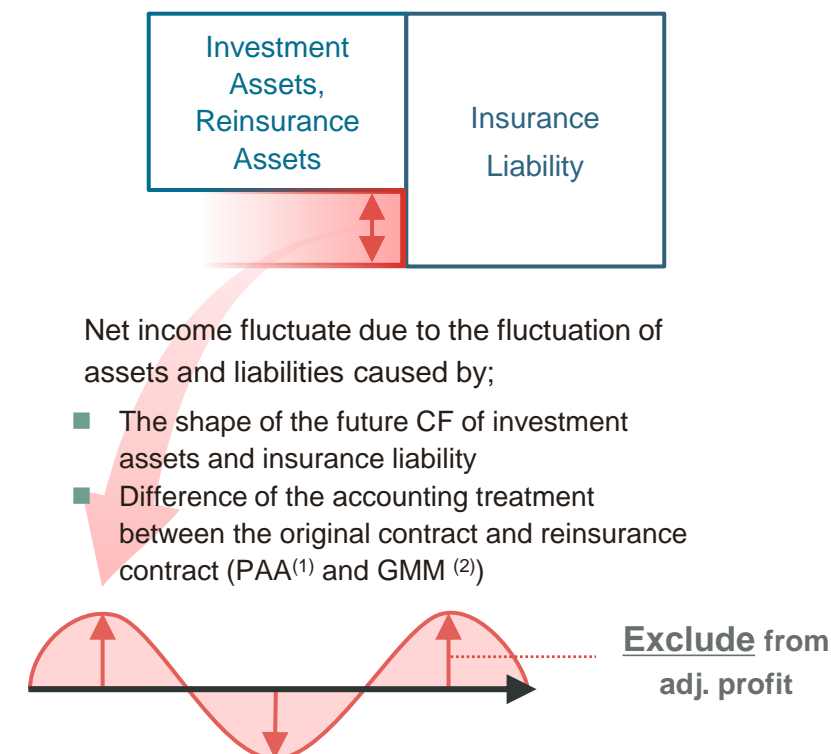 Investment
Assets,
Reinsurance
Assets
Insurance
Liability
Net income fluctuate due to the fluctuation of
assets and liabilities caused by;
The shape of the future CF of investment
assets and insurance liability
Difference of the accounting treatment
between the original contract and reinsurance
contract (PAA(1) and GMM (2))
Exclude from
adj. profit